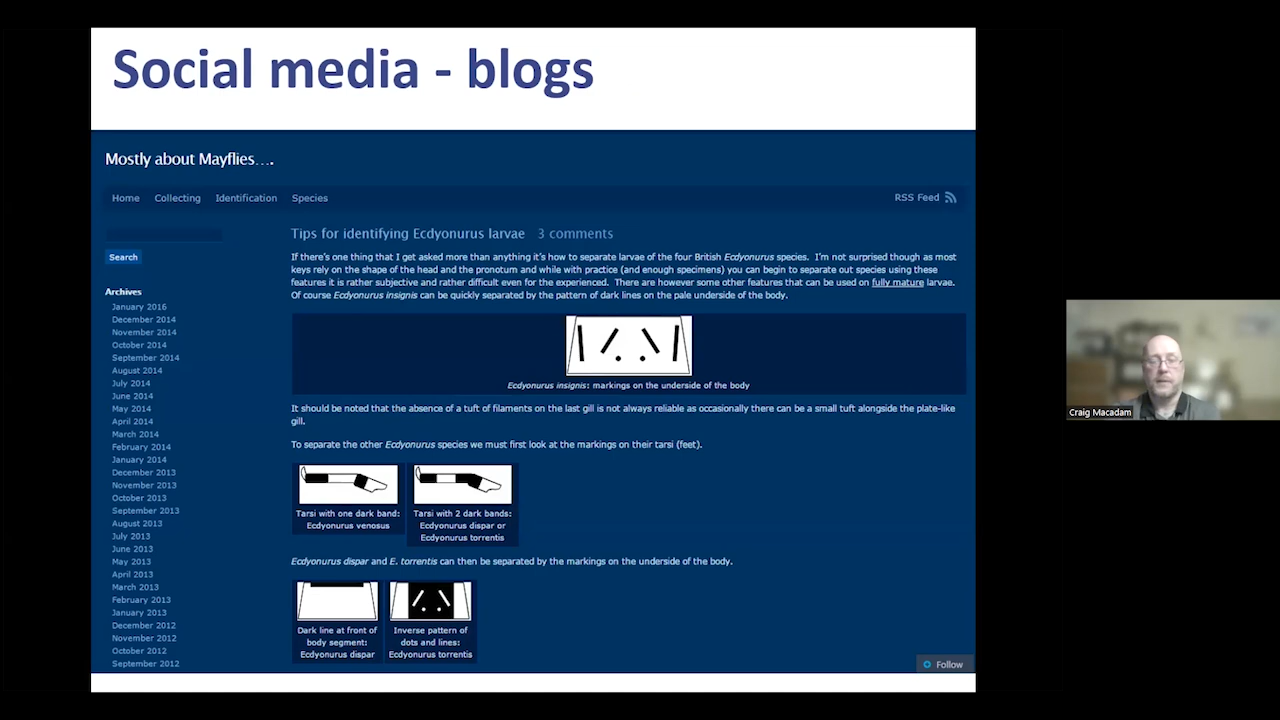 Social media - blogs
Mostly about Mayflies....
Home Collecting Identification Species
RSS Feed
Search
Archives
January 2016
December 2014
November 2014
October 2014
September 2014
August 2014
July 2014
June 2014
May 2014
April 2014
March 2014
February 2014
January 2014
December 2013
November 2013
October 2013
September 2013
August 2013
July 2013
June 2013
May 2013
April 2013
March 2013
February 2013
January 2013
December 2012
November 2012
October 2012
September 2012
Tips for identifying Ecdyonurus larvae 3 comments
If there's one thing that I get asked more than anything it's how to separate larvae of the four British Ecdyonurus species. I'm not surprised though as most
keys rely on the shape of the head and the pronotum and while with practice (and enough specimens) you can begin to separate out species using these
features it is rather subjective and rather difficult even for the experienced. There are however some other features that can be used on fully mature larvae.
Of course Ecdyonurus insignis can be quickly separated by the pattern of dark lines on the pale underside of the body.
Ecdyonurus insignis: markings on the underside of the body
It should be noted that the absence of a tuft of filaments on the last gill is not always reliable as occasionally there can be a small tuft alongside the plate-like
gill.
To separate the other Ecdyonurus species we must first look at the markings on their tarsi (feet).
Tarsi with one dark band:
Ecdyonurus venosus
Tarsi with 2 dark bands:
Ecdyonurus dispar or
Ecdyonurus torrentis
Ecdyonurus dispar and E. torrentis can then be separated by the markings on the underside of the body.
Dark line at front of
body segment:
Ecdyonurus dispar
Inverse pattern of
dots and lines:
Ecdyonurus torrentis
Follow
Craig Macadam